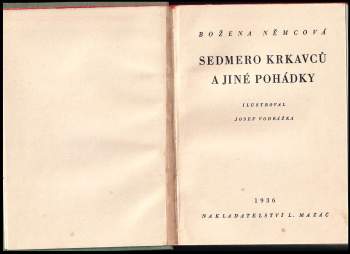 BOŽENA NĚMCOVÁ
SEDMERO KRKAVCŮ
A JINÉ POHÁDKY
ILUSTROVAL
JOSEF VODRÁŽKA
1936
NAKLADATELSTVÍ L. MAZÁČ